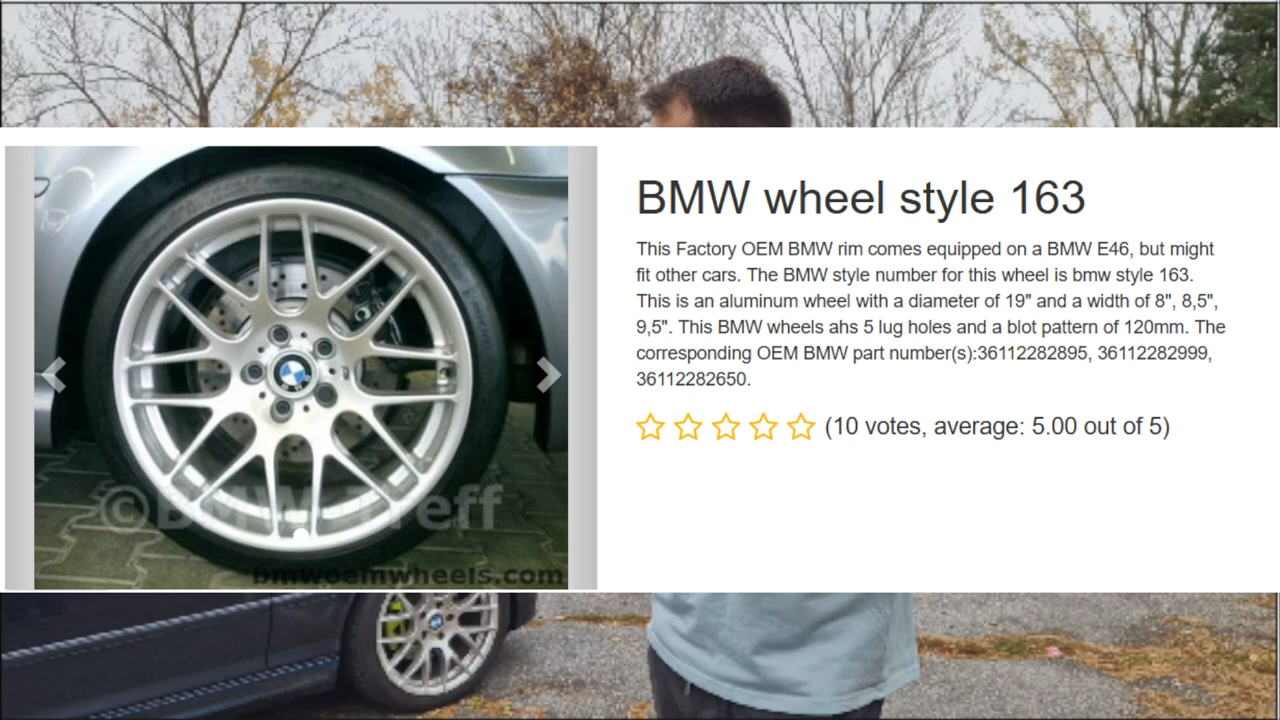 BMW wheel style 163
This Factory OEM BMW rim comes equipped on a BMW E46, but might
fit other cars. The BMW style number for this wheel is bmw style 163.
This is an aluminum wheel with a diameter of 19" and a width of 8", 8,5",
9,5". This BMW wheels ahs 5 lug holes and a blot pattern of 120mm. The
corresponding OEM BMW part number(s):36112282895, 36112282999,
36112282650.
(10 votes, average: 5.00 out of 5)
©BMW-Treff
bmwoemwheels.com